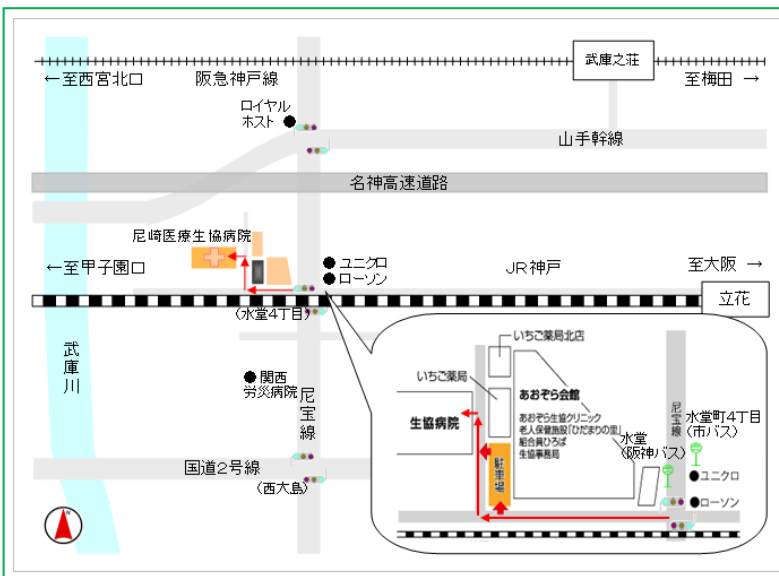 武庫之荘
←至西宮北口
阪急神戸線
至梅田 →
ロイヤル
ホスト
山手幹線
名神高速道路
尼崎医療生協病院
ユニクロ
ローソン
←至甲子園口
JR神戸
至大阪 →
立花
(水堂4丁目)
武庫川
関西
労災病院
尼宝線
国道2号線
(西大島)
いちご薬局北店
いちご薬局
生協病院
あおぞら会館
あおぞら生協クリニック
老人保健施設「ひだまりの里」
組合員ひろば
生協事務局
駐車場
尼宝線
水堂町4丁目
(市バス)
水堂
(阪神バス)
ユニクロ
ローソン